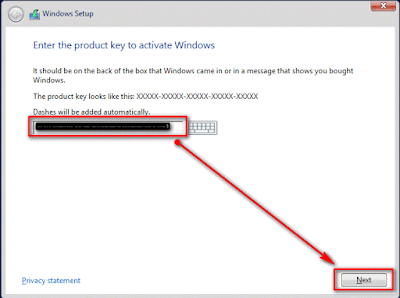 Windows Setup
Enter the product key to activate Windows
It should be on the back of the box that Windows came in or in a message that shows you bought
Windows.
The product key looks like this: XXXXX-XXXXX-XXXXX-XXXXX-XXXXX
Dashes will be added automatically.
Privacy statement
Next